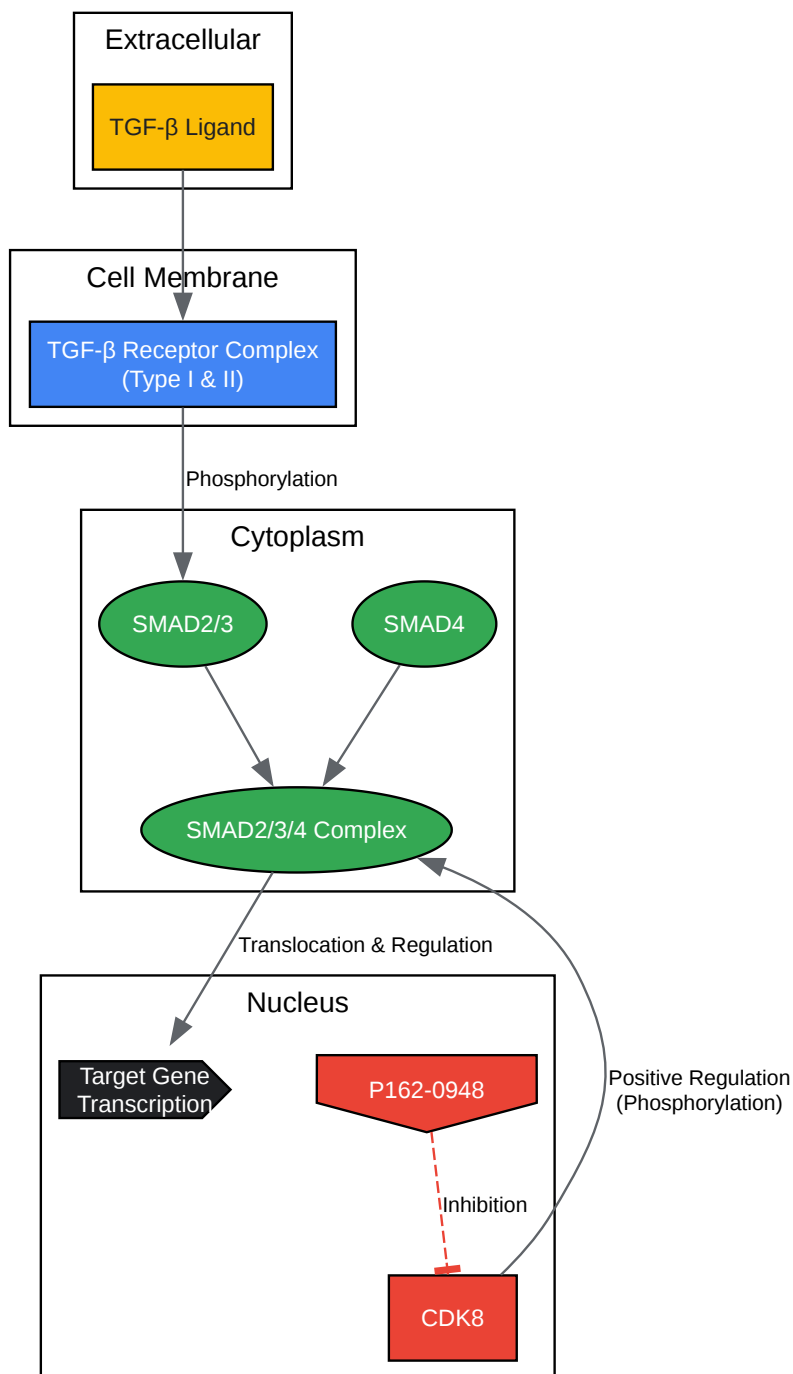 Extracellular
TGF-β Ligand
Cell Membrane
TGF-β Receptor Complex
(Type I & II)
Phosphorylation
Cytoplasm
SMAD2/3
SMAD4
SMAD2/3/4 Complex
Translocation & Regulation
Nucleus
Target Gene
Transcription
P162-0948
Positive Regulation
(Phosphorylation)
Inhibition
CDK8